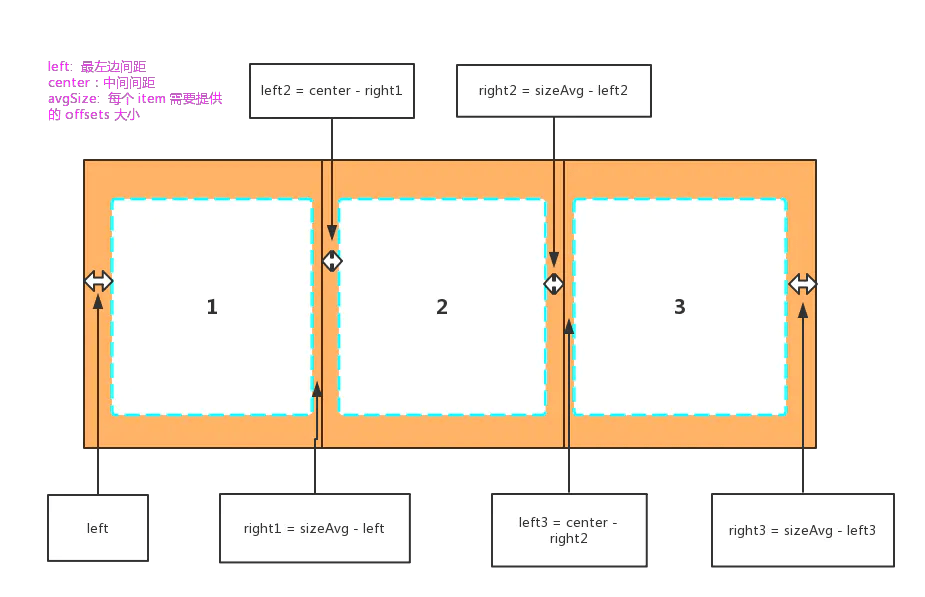 left: 最左边间距
center : 中间间距
avgSize: 每个 item 需要提供
的 offsets 大小
left2 = center - right1
right2 = sizeAvg - left2
1
2
3
left
right1 = sizeAvg - left
left3 = center -
right2
right3 = sizeAvg - left3